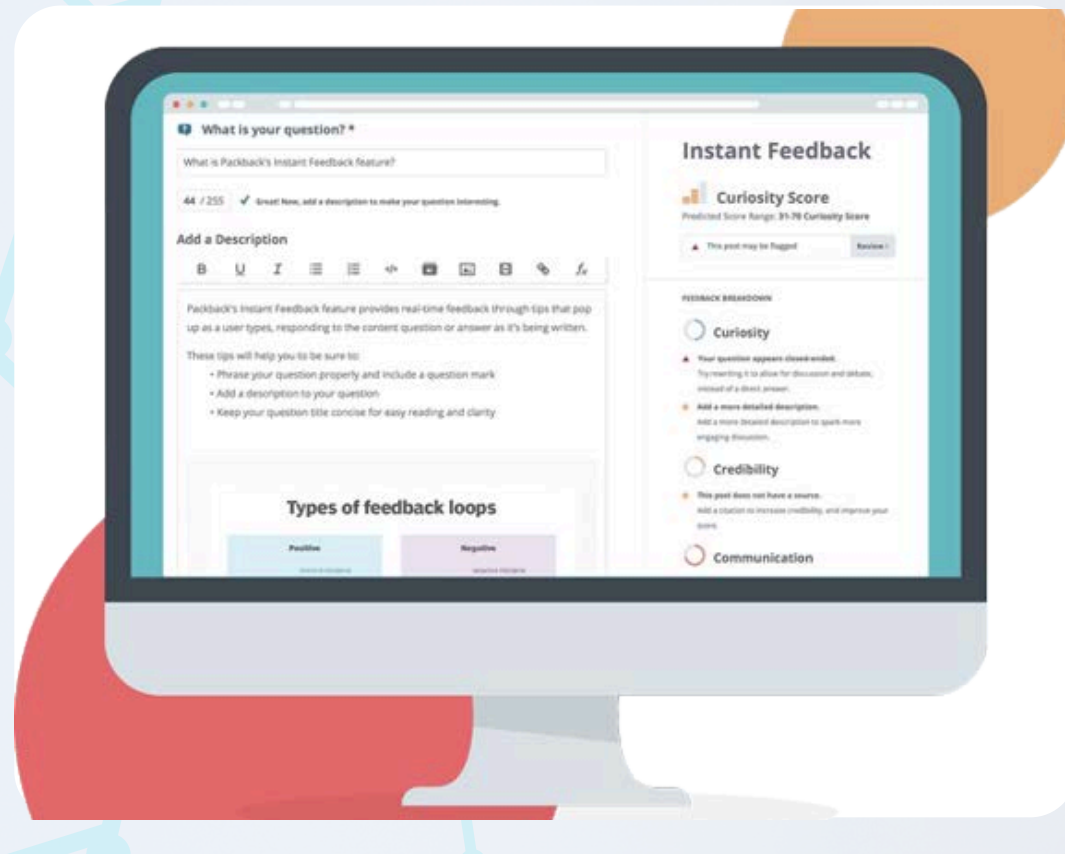 What is your question? *
What is Packback's Instant Feedback feature?
44 / 255 Great! Now, add a description to make your question interesting.
Add a Description
B U I </> fx
Packback's Instant Feedback feature provides real-time feedback through tips that pop
up as a user types, responding to the content question or answer as it's being written.
These tips will help you to be sure to:
• Phrase your question properly and include a question mark
• Add a description to your question
• Keep your question title concise for easy reading and clarity
Types of feedback loops
Positive Negative
Instant Feedback
Curiosity Score
Predicted Score Range: 31-70 Curiosity Score
This post may be flagged Review ›
FEEDBACK BREAKDOWN
Curiosity
Your question appears closed-ended.
Try rewriting it to allow for discussion and debate,
instead of a direct answer.
Add a more detailed description.
Add a more detailed description to spark more
engaging discussion.
Credibility
This post does not have a source.
Add a citation to increase credibility, and improve your
score.
Communication